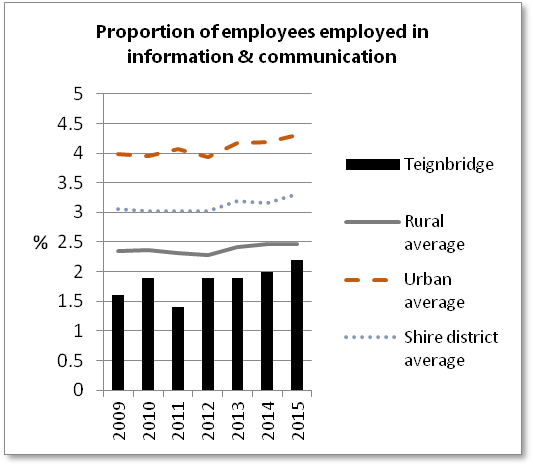 Proportion of employees employed in
information & communication
5
4.5
4
3.5
3
2.5
2
1.5
1
0.5
0
%
2009
2010
2011
2012
2013
2014
2015
Teignbridge
Rural
average
Urban
average
Shire district
average